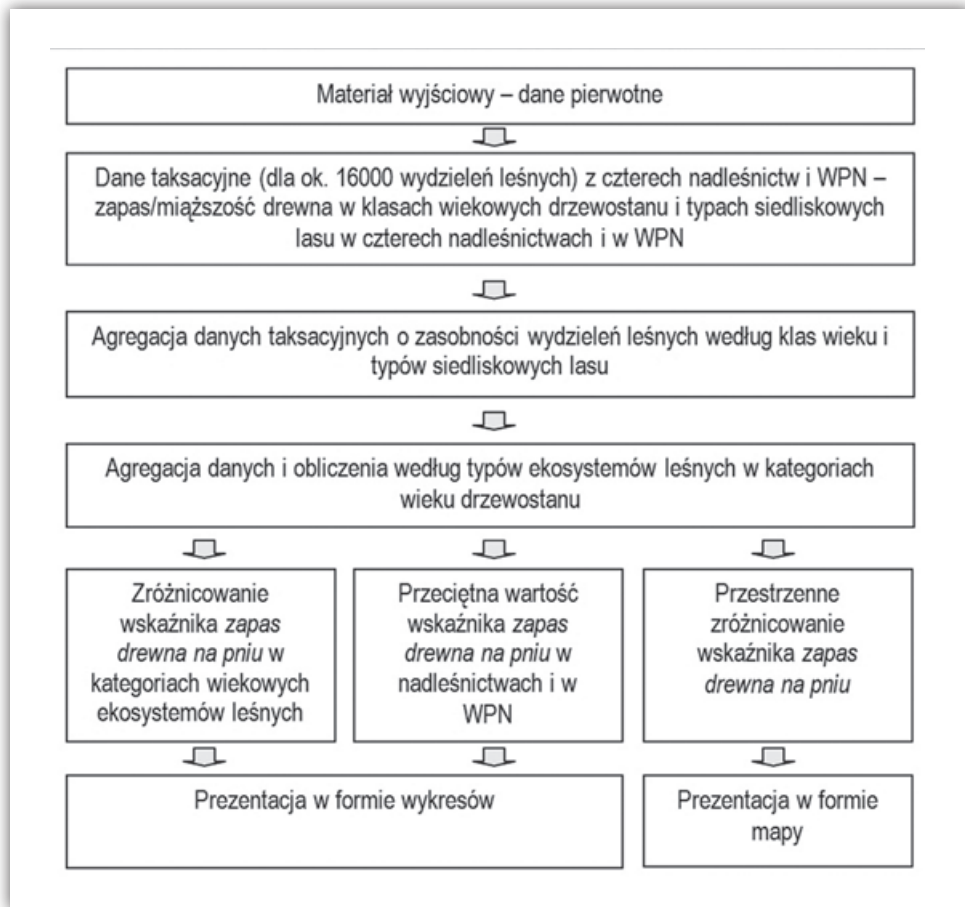 Materiał wyjściowy – dane pierwotne
Dane taksacyjne (dla ok. 16000 wydzieleń leśnych) z czterech nadleśnictw i WPN –
zapas/miąższość drewna w klasach wiekowych drzewostanu i typach siedliskowych
lasu w czterech nadleśnictwach i w WPN
Agregacja danych taksacyjnych o zasobności wydzieleń leśnych według klas wieku i
typów siedliskowych lasu
Agregacja danych i obliczenia według typów ekosystemów leśnych w kategoriach
wieku drzewostanu
Zróżnicowanie
wskaźnika zapas
drewna na pniu w
kategoriach wiekowych
ekosystemów leśnych
Przeciętna wartość
wskaźnika zapas
drewna na pniu w
nadleśnictwach i w
WPN
Przestrzenne
zróżnicowanie
wskaźnika zapas
drewna na pniu
Prezentacja w formie wykresów
Prezentacja w formie
mapy